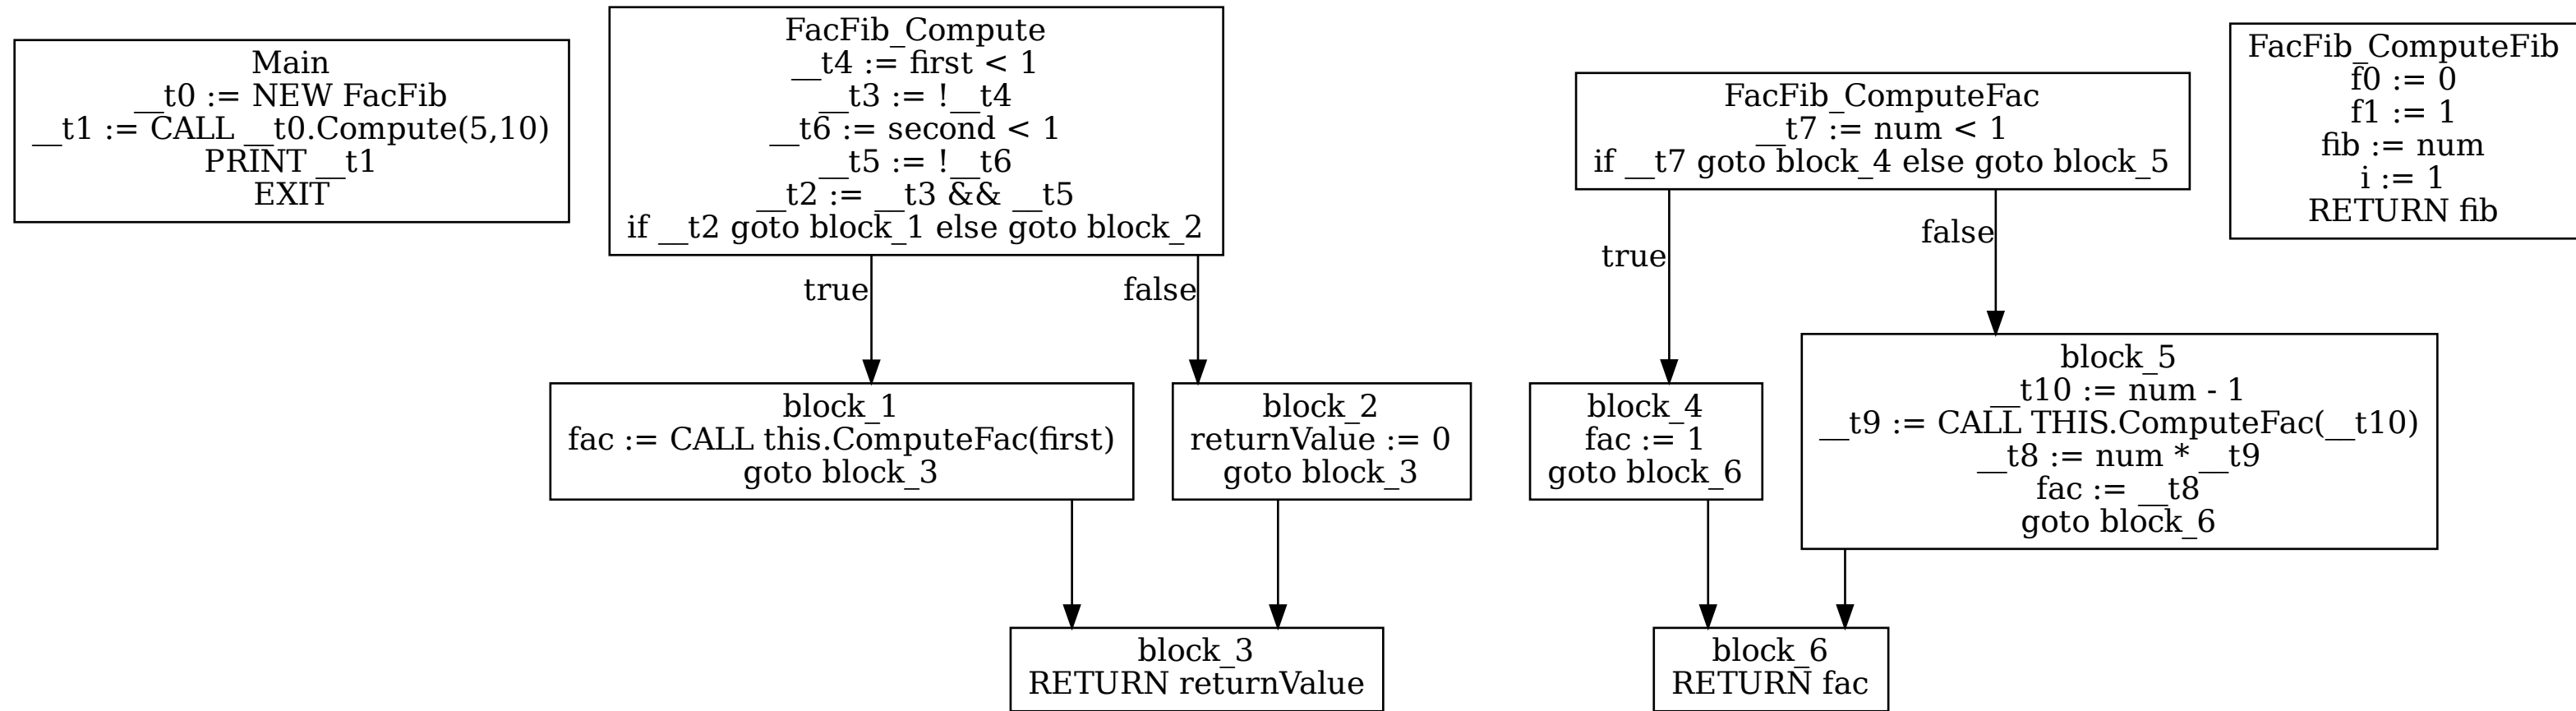 Main
__t0 := NEW FacFib
__t1 := CALL __t0.Compute(5,10)
PRINT __t1
EXIT
FacFib_Compute
__t4 := first < 1
__t3 := !__t4
__t6 := second < 1
__t5 := !__t6
__t2 := __t3 && __t5
if __t2 goto block_1 else goto block_2
true
false
block_1
fac := CALL this.ComputeFac(first)
goto block_3
block_2
returnValue := 0
goto block_3
block_3
RETURN returnValue
FacFib_ComputeFac
__t7 := num < 1
if __t7 goto block_4 else goto block_5
true
false
block_4
fac := 1
goto block_6
block_5
__t10 := num - 1
__t9 := CALL THIS.ComputeFac(__t10)
__t8 := num * __t9
fac := __t8
goto block_6
block_6
RETURN fac
FacFib_ComputeFib
f0 := 0
f1 := 1
fib := num
i := 1
RETURN fib